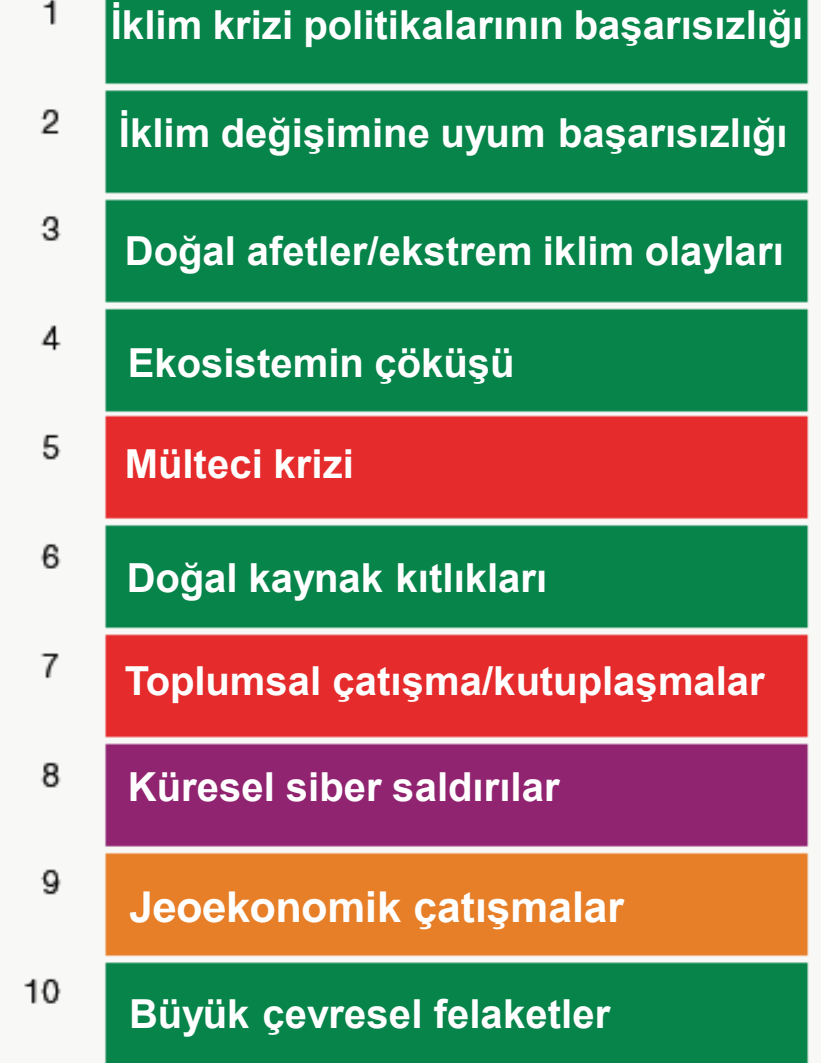 1 İklim krizi politikalarının başarısızlığı
2 İklim değişimine uyum başarısızlığı
3 Doğal afetler/ekstrem iklim olayları
4 Ekosistemin çöküşü
5 Mülteci krizi
6 Doğal kaynak kıtlıkları
7 Toplumsal çatışma/kutuplaşmalar
8 Küresel siber saldırılar
9 Jeoekonomik çatışmalar
10 Büyük çevresel felaketler